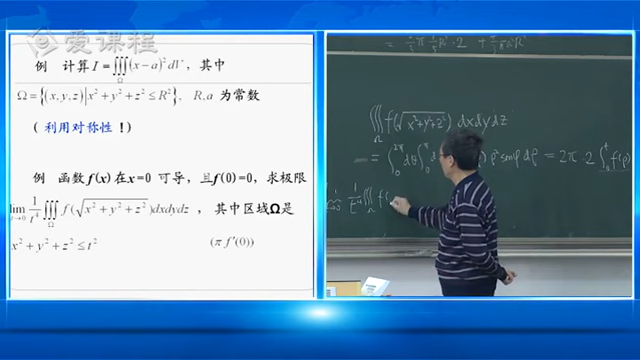 爱课程
例 计算 I = ∭_Ω (x−a)² dV ，其中
Ω = {(x, y, z)| x² + y² + z² ≤ R²}, R, a 为常数
( 利用对称性 !)
例 函数 f(x) 在 x=0 可导，且 f(0)=0，求极限
lim_{t→0} 1/t⁴ ∭_Ω f(√(x² + y² + z²))dxdydz ，其中区域Ω是
x² + y² + z² ≤ t²
(π f′(0))
∭_Ω f(√(x²+y²+z²)) dxdydz
= ∫_0^{2π} dθ ∫_0^π d ρ² sinφ dρ = 2π·2 ∫_0^t f(ρ)
1/t⁴ ∭_Ω f(